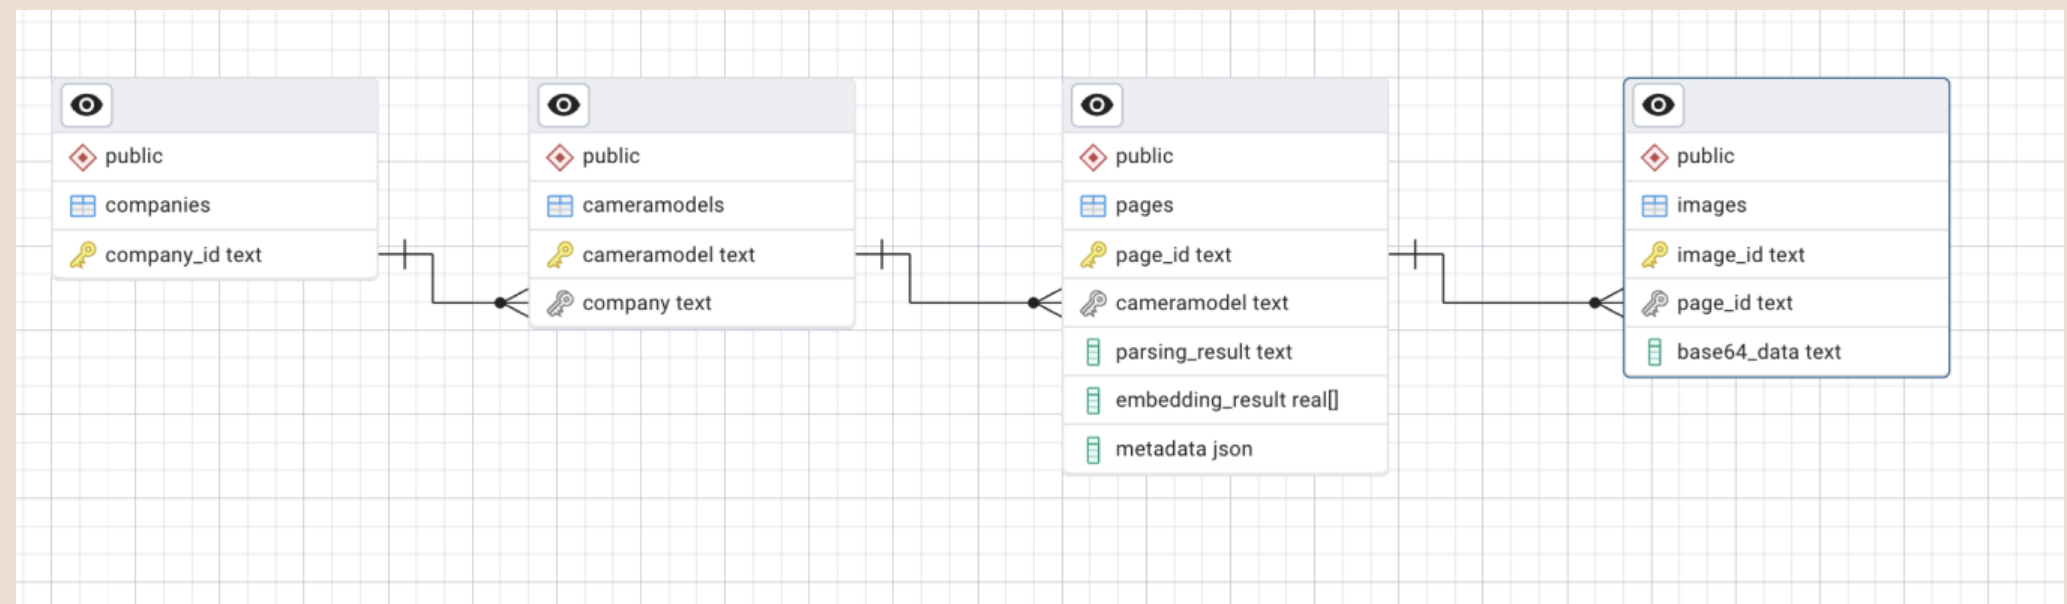 public
companies
company_id text
public
cameramodels
cameramodel text
company text
public
pages
page_id text
cameramodel text
parsing_result text
embedding_result real[]
metadata json
public
images
image_id text
page_id text
base64_data text